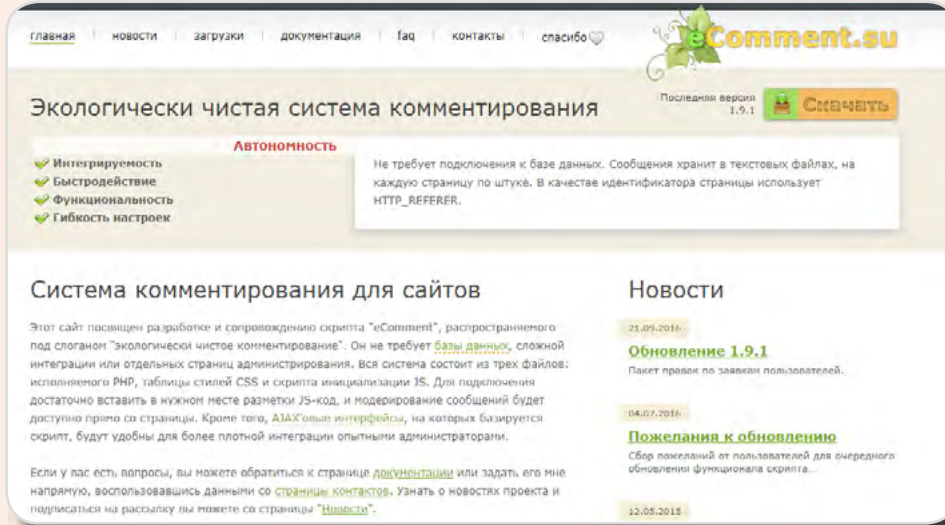 главная новости загрузки документация faq контакты спасибо
eComment.su
Экологически чистая система комментирования
Последняя версия
1.9.1
Скачать
Автономность
Интегрируемость
Быстродействие
Функциональность
Гибкость настроек
Не требует подключения к базе данных. Сообщения хранит в текстовых файлах, на
каждую страницу по штуке. В качестве идентификатора страницы использует
HTTP_REFERER.
Система комментирования для сайтов
Этот сайт посвящен разработке и сопровождению скрипта "eComment", распространяемого
под слоганом "экологически чистое комментирование". Он не требует базы данных, сложной
интеграции или отдельных страниц администрирования. Вся система состоит из трех файлов:
исполняемого PHP, таблицы стилей CSS и скрипта инициализации JS. Для подключения
достаточно вставить в нужном месте разметки JS-код, и модерирование сообщений будет
доступно прямо со страницы. Кроме того, AJAX'овые интерфейсы, на которых базируется
скрипт, будут удобны для более плотной интеграции опытными администраторами.
Если у вас есть вопросы, вы можете обратиться к странице документации или задать его мне
напрямую, воспользовавшись данными со страницы контактов. Узнать о новостях проекта и
подписаться на рассылку вы можете со страницы "Новости".
Новости
21.09.2016
Обновление 1.9.1
Пакет правок по заявкам пользователей.
04.07.2016
Пожелания к обновлению
Сбор пожеланий от пользователей для очередного
обновления функционала скрипта...
12.05.2015